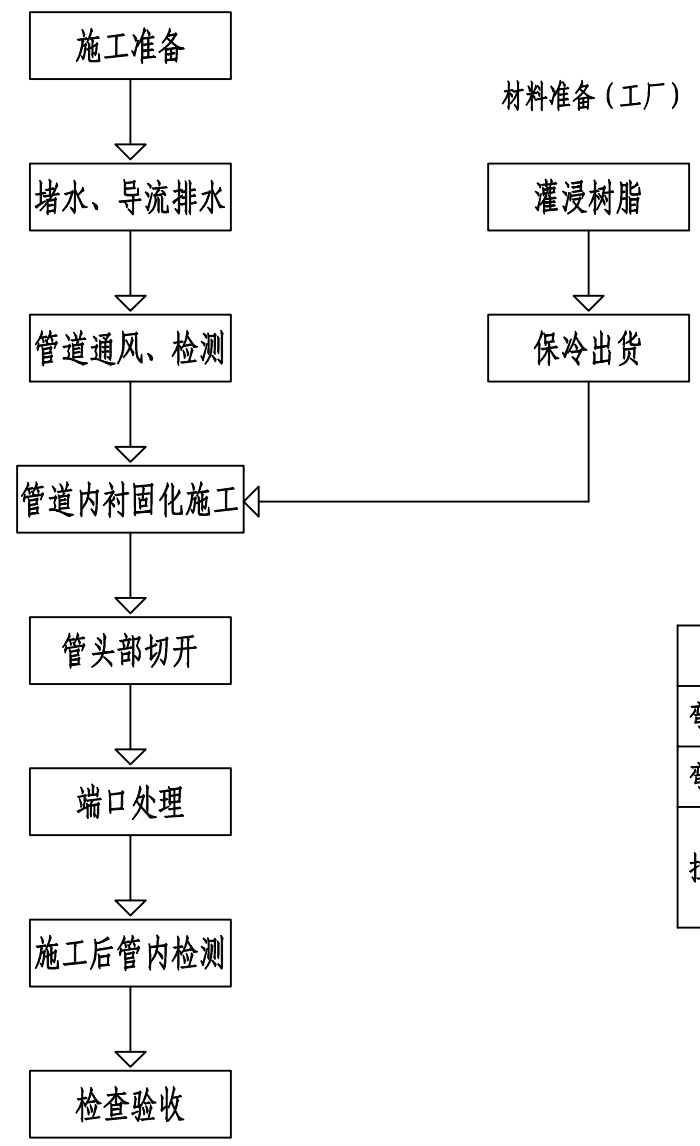 施工准备
材料准备（工厂）
堵水、导流排水
灌浸树脂
管道通风、检测
保冷出货
管道内衬固化施工
管头部切开
弯
弯
端口处理
施工后管内检测
检查验收